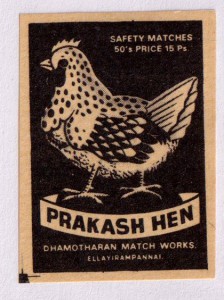 SAFETY MATCHES
50's PRICE 15 Ps.
PRAKASH HEN
DHAMOTHARAN MATCH WORKS.
ELLAYIRAMPANNAI.